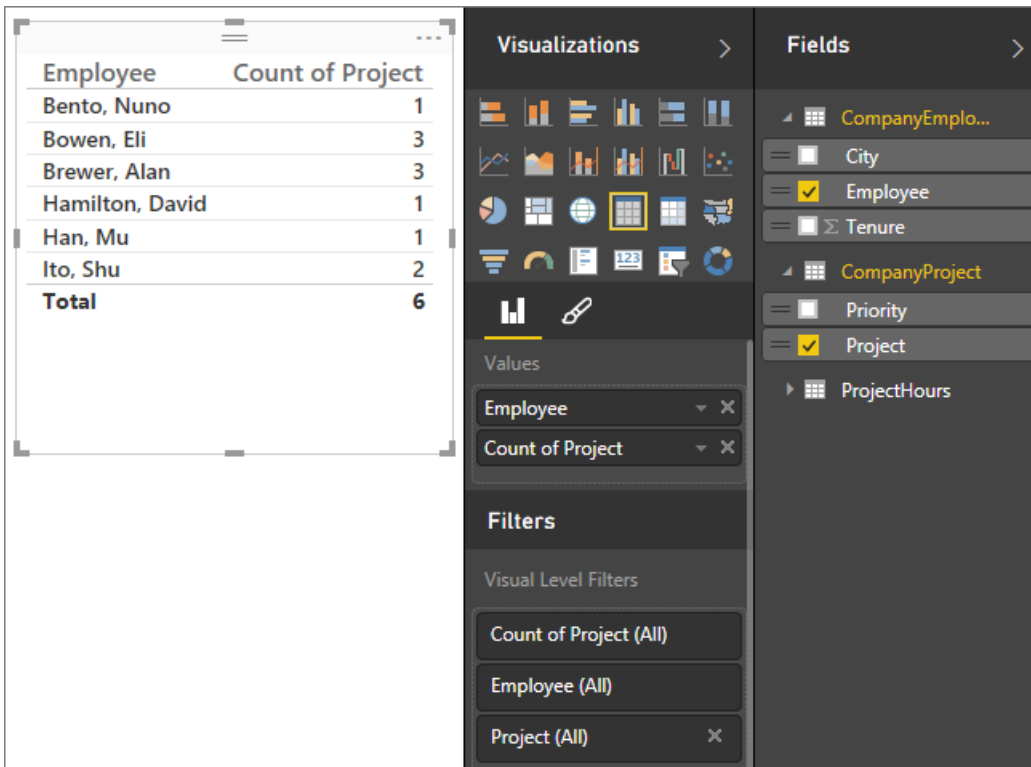 Employee Count of Project
Bento, Nuno 1
Bowen, Eli 3
Brewer, Alan 3
Hamilton, David 1
Han, Mu 1
Ito, Shu 2
Total 6
Visualizations
123
Values
Employee
Count of Project
Filters
Visual Level Filters
Count of Project (All)
Employee (All)
Project (All)
Fields
CompanyEmplo...
City
Employee
Σ Tenure
CompanyProject
Priority
Project
ProjectHours